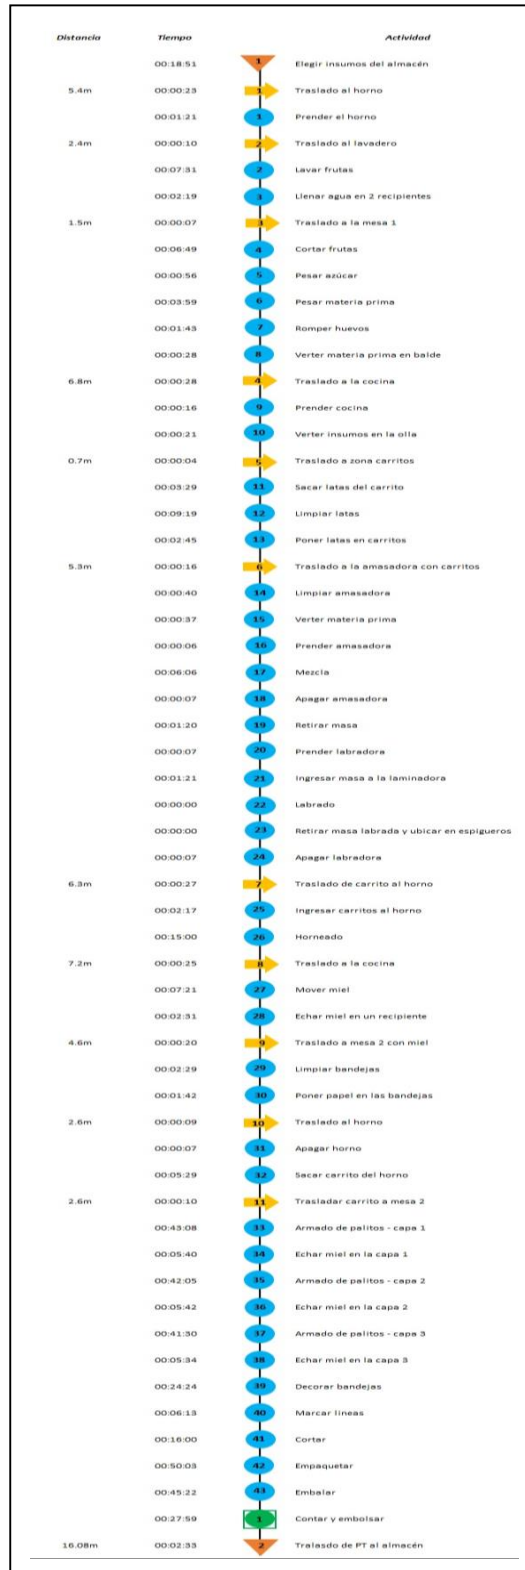 Distancia Tiempo Actividad
00:18:51 1 Elegir insumos del almacén
5.4m 00:00:23 1 Traslado al horno
00:01:21 1 Prender el horno
2.4m 00:00:10 2 Traslado al lavadero
00:07:31 2 Lavar frutas
00:02:19 3 Llenar agua en 2 recipientes
1.5m 00:00:07 3 Traslado a la mesa 1
00:06:49 4 Cortar frutas
00:00:56 5 Pesar azúcar
00:03:59 6 Pesar materia prima
00:01:43 7 Romper huevos
00:00:28 8 Verter materia prima en balde
6.8m 00:00:28 4 Traslado a la cocina
00:00:16 9 Prender cocina
00:00:21 10 Verter insumos en la olla
0.7m 00:00:04 5 Traslado a zona carritos
00:03:29 11 Sacar latas del carrito
00:09:19 12 Limpiar latas
00:02:45 13 Poner latas en carritos
5.3m 00:00:16 6 Traslado a la amasadora con carritos
00:00:40 14 Limpiar amasadora
00:00:37 15 Verter materia prima
00:00:06 16 Prender amasadora
00:06:06 17 Mezcla
00:00:07 18 Apagar amasadora
00:01:20 19 Retirar masa
00:00:07 20 Prender labradora
00:01:21 21 Ingresar masa a la laminadora
00:00:00 22 Labrado
00:00:00 23 Retirar masa labrada y ubicar en espigueros
00:00:07 24 Apagar labradora
6.3m 00:00:27 7 Traslado de carrito al horno
00:02:17 25 Ingresar carritos al horno
00:15:00 26 Horneado
7.2m 00:00:25 8 Traslado a la cocina
00:07:21 27 Mover miel
00:02:31 28 Echar miel en un recipiente
4.6m 00:00:20 9 Traslado a mesa 2 con miel
00:02:29 29 Limpiar bandejas
00:01:42 30 Poner papel en las bandejas
2.6m 00:00:09 10 Traslado al horno
00:00:07 31 Apagar horno
00:05:29 32 Sacar carrito del horno
2.6m 00:00:10 11 Trasladar carrito a mesa 2
00:43:08 33 Armado de palitos - capa 1
00:05:40 34 Echar miel en la capa 1
00:42:05 35 Armado de palitos - capa 2
00:05:42 36 Echar miel en la capa 2
00:41:30 37 Armado de palitos - capa 3
00:05:34 38 Echar miel en la capa 3
00:24:24 39 Decorar bandejas
00:06:13 40 Marcar lineas
00:16:00 41 Cortar
00:50:03 42 Empaquetar
00:45:22 43 Embalar
00:27:59 1 Contar y embolsar
16.08m 00:02:33 2 Tralasdo de PT al almacén